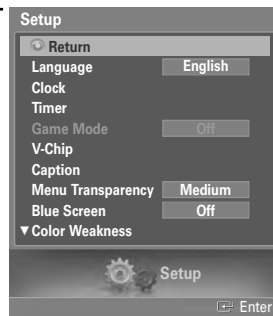 Setup
Return
Language English
Clock
Timer
Game Mode Off
V-Chip
Caption
Menu Transparency Medium
Blue Screen Off
▼Color Weakness
Setup
Enter